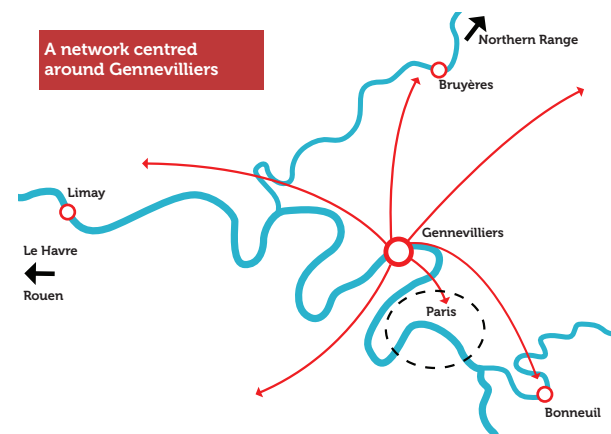 A network centred
around Gennevilliers
Northern Range
Bruyères
Limay
Gennevilliers
Le Havre
Rouen
Paris
Bonneuil